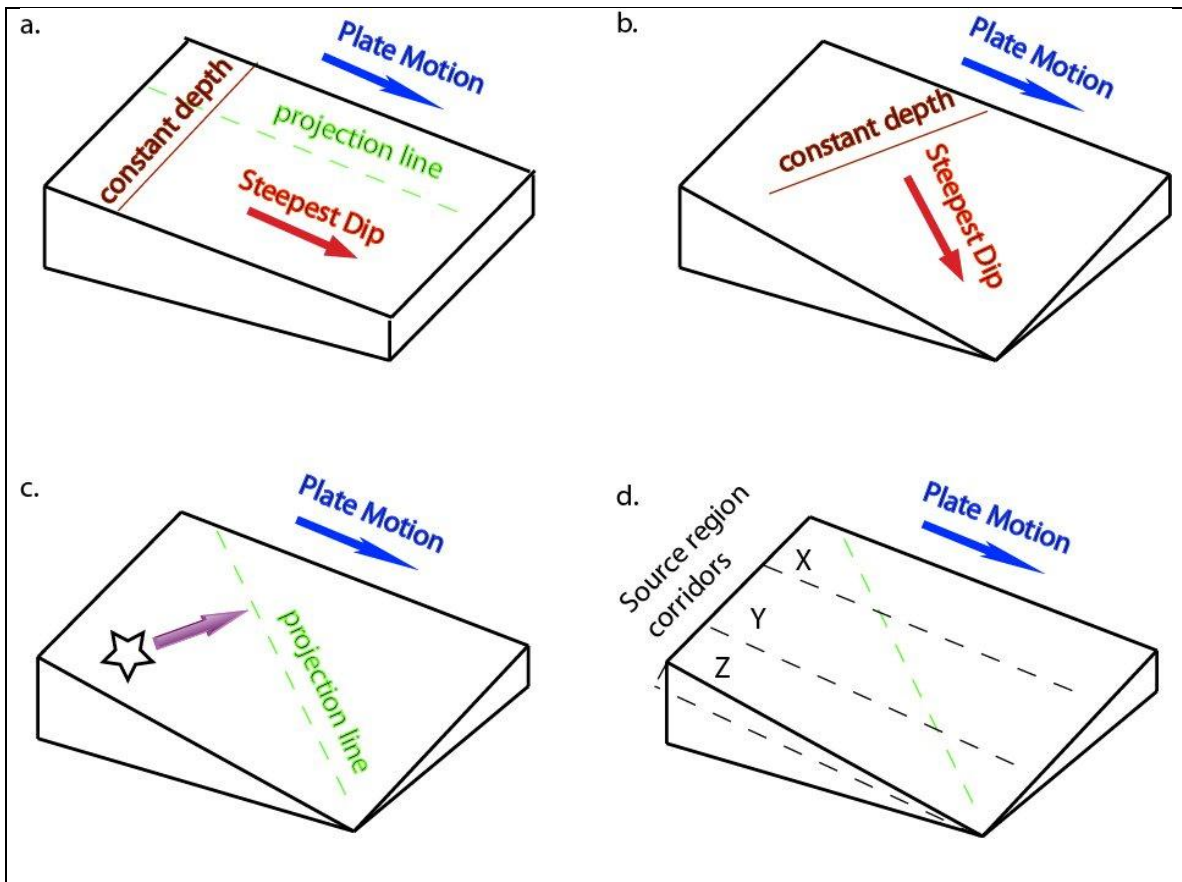 a.
Plate Motion
constant depth
projection line
Steepest Dip
b.
Plate Motion
constant depth
Steepest Dip
c.
Plate Motion
projection line
d.
Plate Motion
Source region
corridors
X
Y
Z